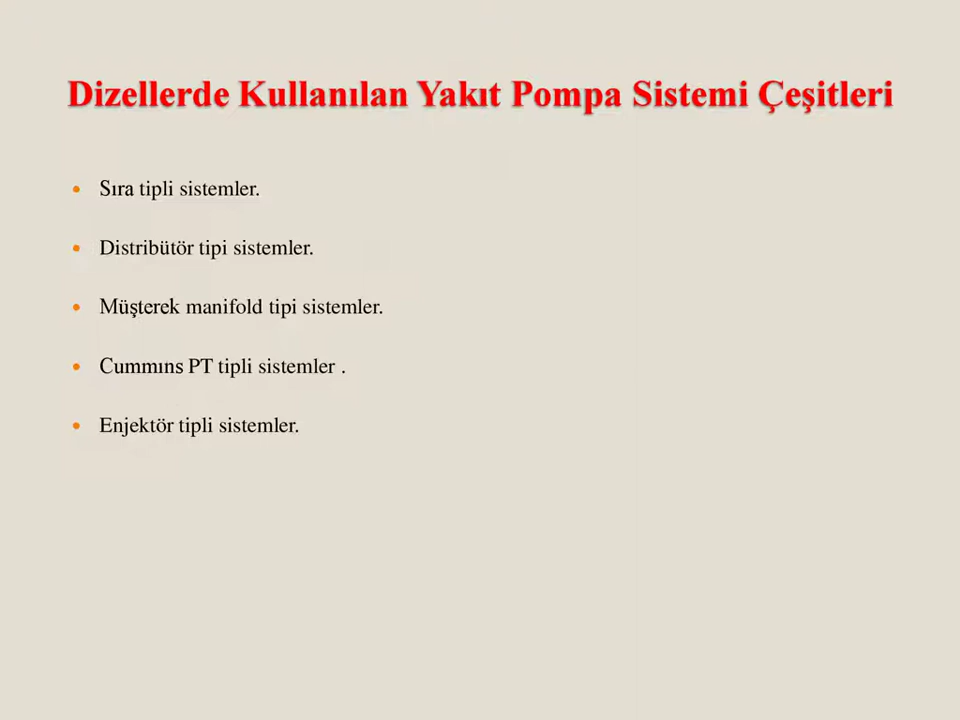 Dizellerde Kullanılan Yakıt Pompa Sistemi Çeşitleri
• Sıra tipli sistemler.
• Distribütör tipi sistemler.
• Müşterek manifold tipi sistemler.
• Cummıns PT tipli sistemler .
• Enjektör tipli sistemler.